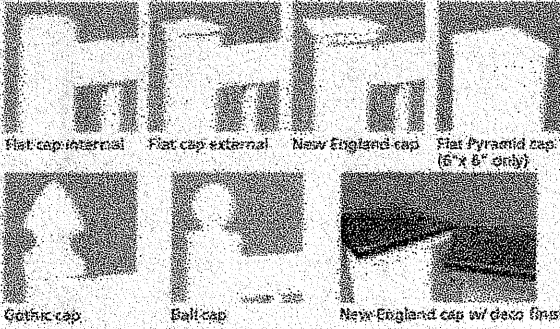 Flat cap internal
Flat cap external
New England cap
Flat Pyramid cap
(6"x 6" only)
Gothic cap
Ball cap
New England cap w/ deco